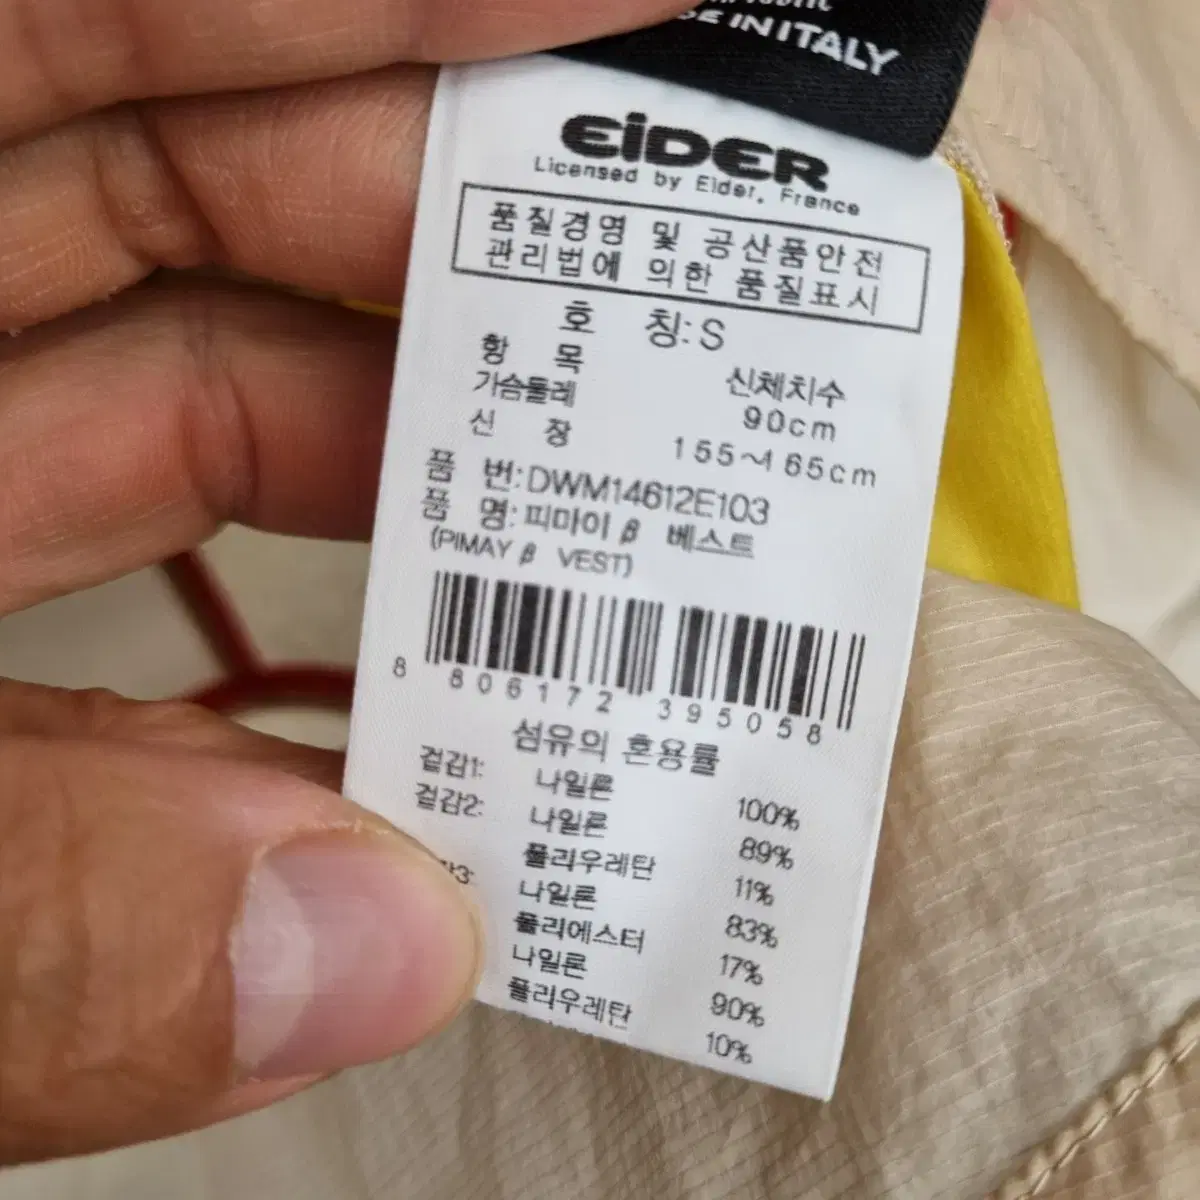 IN ITALY
EiDER
Licensed by Eider, France
품질경영 및 공산품안전
관리법에 의한 품질표시
호 칭: S
항 목 신체치수
가슴둘레 90cm
신 장 155~165cm
품 번: DWM14612E103
품 명: 피마이 β 베스트
(PIMAY β VEST)
8 806172 395058
섬유의 혼용률
겉감1: 나일론 100%
겉감2: 나일론 89%
폴리우레탄 11%
3: 나일론 83%
폴리에스터 17%
나일론 90%
폴리우레탄 10%